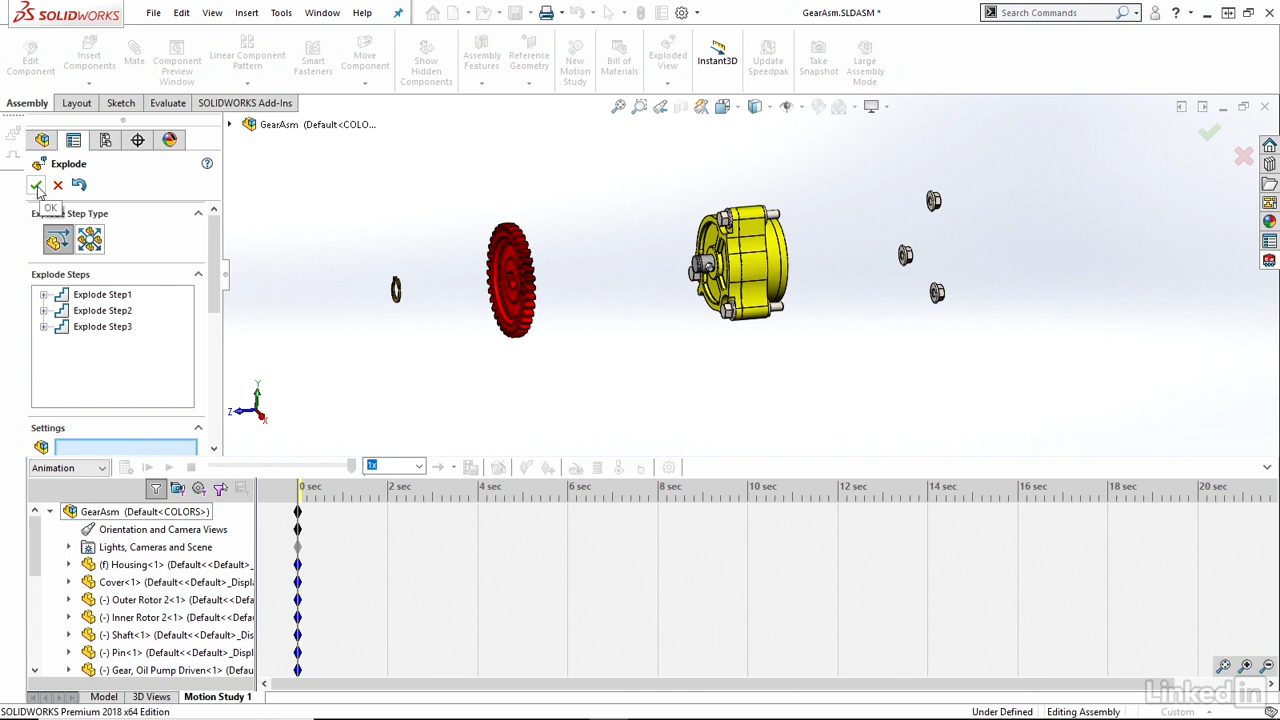 SOLIDWORKS
File Edit View Insert Tools Window Help
GearAsm.SLDASM *
Search Commands
Edit Component
Insert Components
Mate
Component Preview Window
Linear Component Pattern
Smart Fasteners
Move Component
Show Hidden Components
Assembly Features
Reference Geometry
New Motion Study
Bill of Materials
Exploded View
Instant3D
Update Speedpak
Take Snapshot
Large Assembly Mode
Assembly Layout Sketch Evaluate SOLIDWORKS Add-Ins
GearAsm (Default<COLO...
Explode
OK
Explode Step Type
Explode Steps
Explode Step1
Explode Step2
Explode Step3
Settings
Y
Z
X
Animation
1x
0 sec 2 sec 4 sec 6 sec 8 sec 10 sec 12 sec 14 sec 16 sec 18 sec 20 sec
GearAsm (Default<COLORS>)
Orientation and Camera Views
Lights, Cameras and Scene
(f) Housing<1> (Default<<Default>_Displa
Cover<1> (Default<<Default>_Displa
(-) Outer Rotor 2<1> (Default<<Defa
(-) Inner Rotor 2<1> (Default<<Defau
(-) Shaft<1> (Default<<Default>_Dis
(-) Pin<1> (Default<<Default>_Displa
(-) Gear, Oil Pump Driven<1> (Defau
Model 3D Views Motion Study 1
LinkedIn
SOLIDWORKS Premium 2018 x64 Edition
Under Defined Editing Assembly Custom